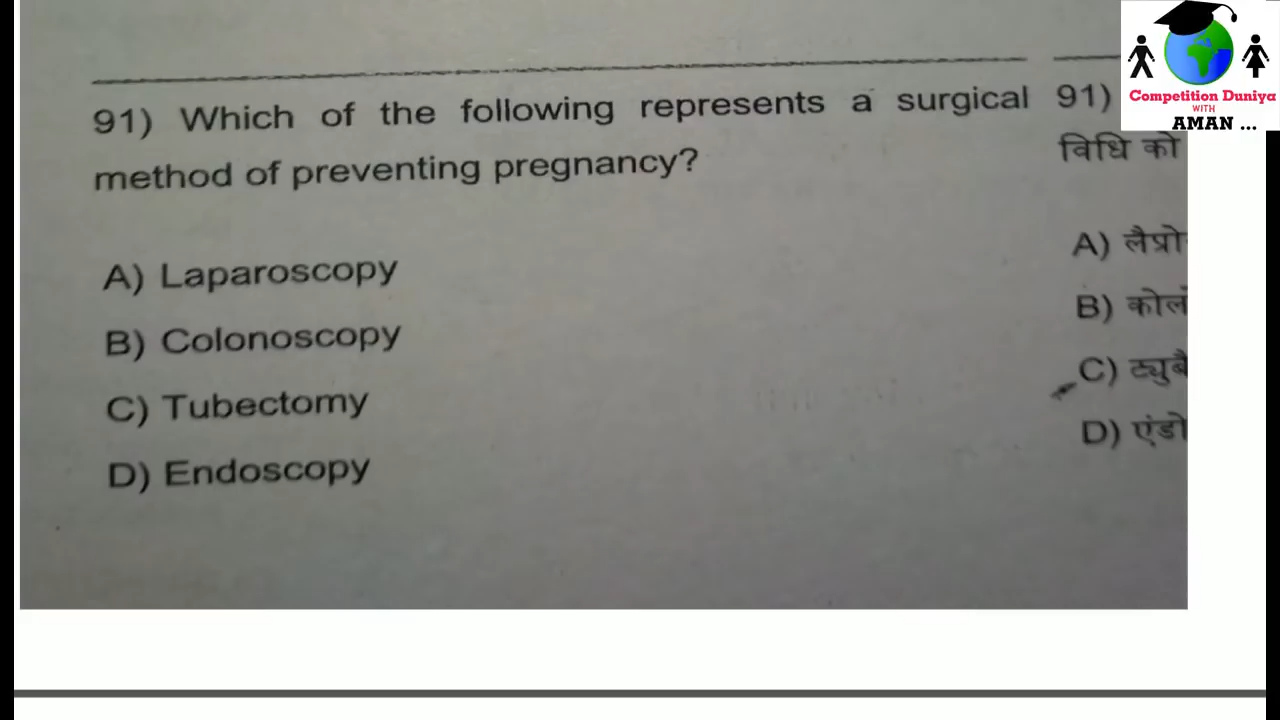 91) Which of the following represents a surgical
method of preventing pregnancy?
A) Laparoscopy
B) Colonoscopy
C) Tubectomy
D) Endoscopy
91)
विधि को
A)
B)
C)
D)
Competition Duniya
WITH
AMAN ...